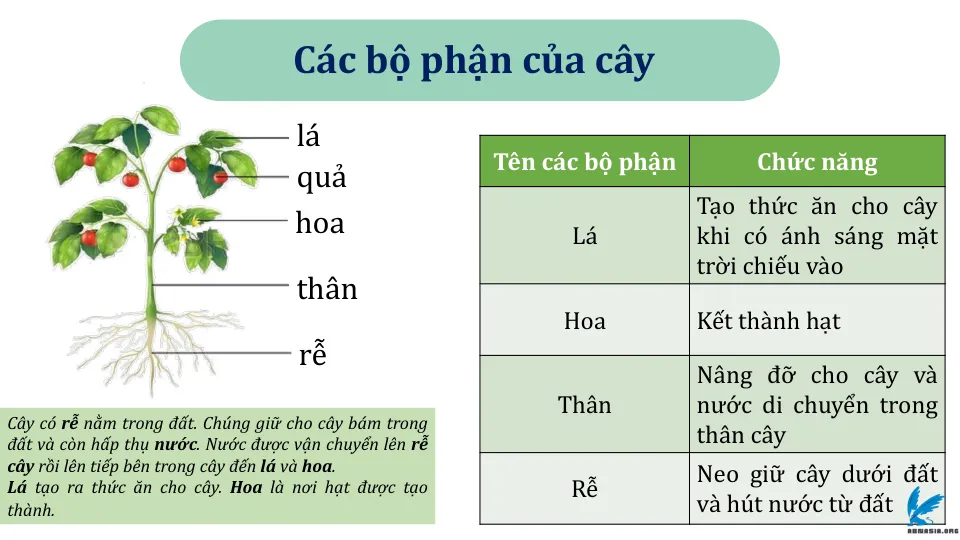 Các bộ phận của cây
lá
quả
hoa
thân
rễ
Cây có rễ nằm trong đất. Chúng giữ cho cây bám trong
đất và còn hấp thụ nước. Nước được vận chuyển lên rễ
cây rồi lên tiếp bên trong cây đến lá và hoa.
Lá tạo ra thức ăn cho cây. Hoa là nơi hạt được tạo
thành.
Tên các bộ phận
Chức năng
Lá
Tạo thức ăn cho cây
khi có ánh sáng mặt
trời chiếu vào
Hoa
Kết thành hạt
Thân
Nâng đỡ cho cây và
nước di chuyển trong
thân cây
Rễ
Neo giữ cây dưới đất
và hút nước từ đất
ABMASIA.ORG